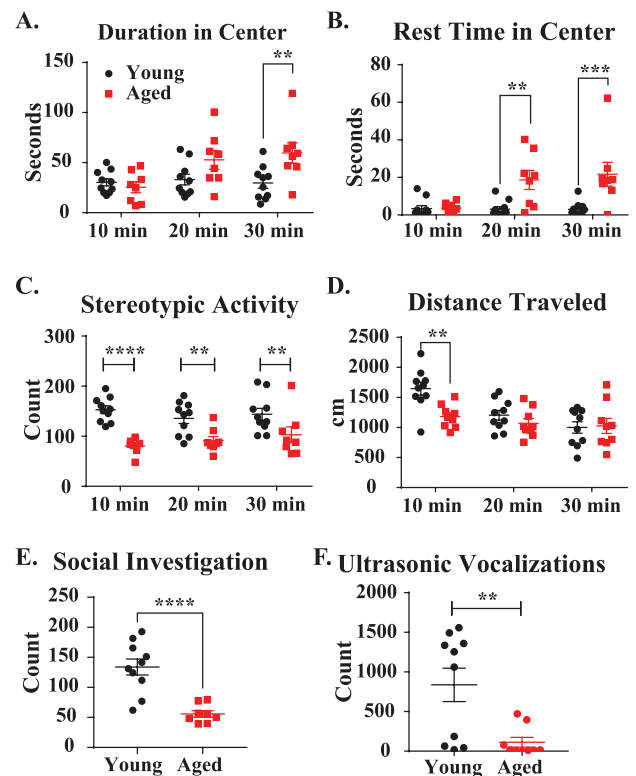 A.
Duration in Center
Young
Aged
**
Seconds
150
100
50
0
10 min 20 min 30 min
B.
Rest Time in Center
**
***
Seconds
80
60
40
20
0
10 min 20 min 30 min
C.
Stereotypic Activity
****
**
**
Count
300
200
100
0
10 min 20 min 30 min
D.
Distance Traveled
**
cm
2500
2000
1500
1000
500
0
10 min 20 min 30 min
E.
Social Investigation
****
Count
250
200
150
100
50
0
Young Aged
F.
Ultrasonic Vocalizations
**
Count
2000
1500
1000
500
0
Young Aged